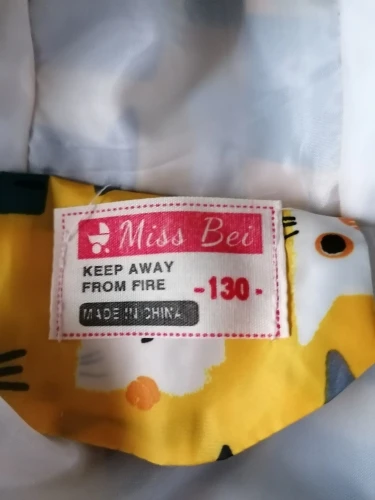 Miss Bei
KEEP AWAY
FROM FIRE
-130-
MADE IN CHINA